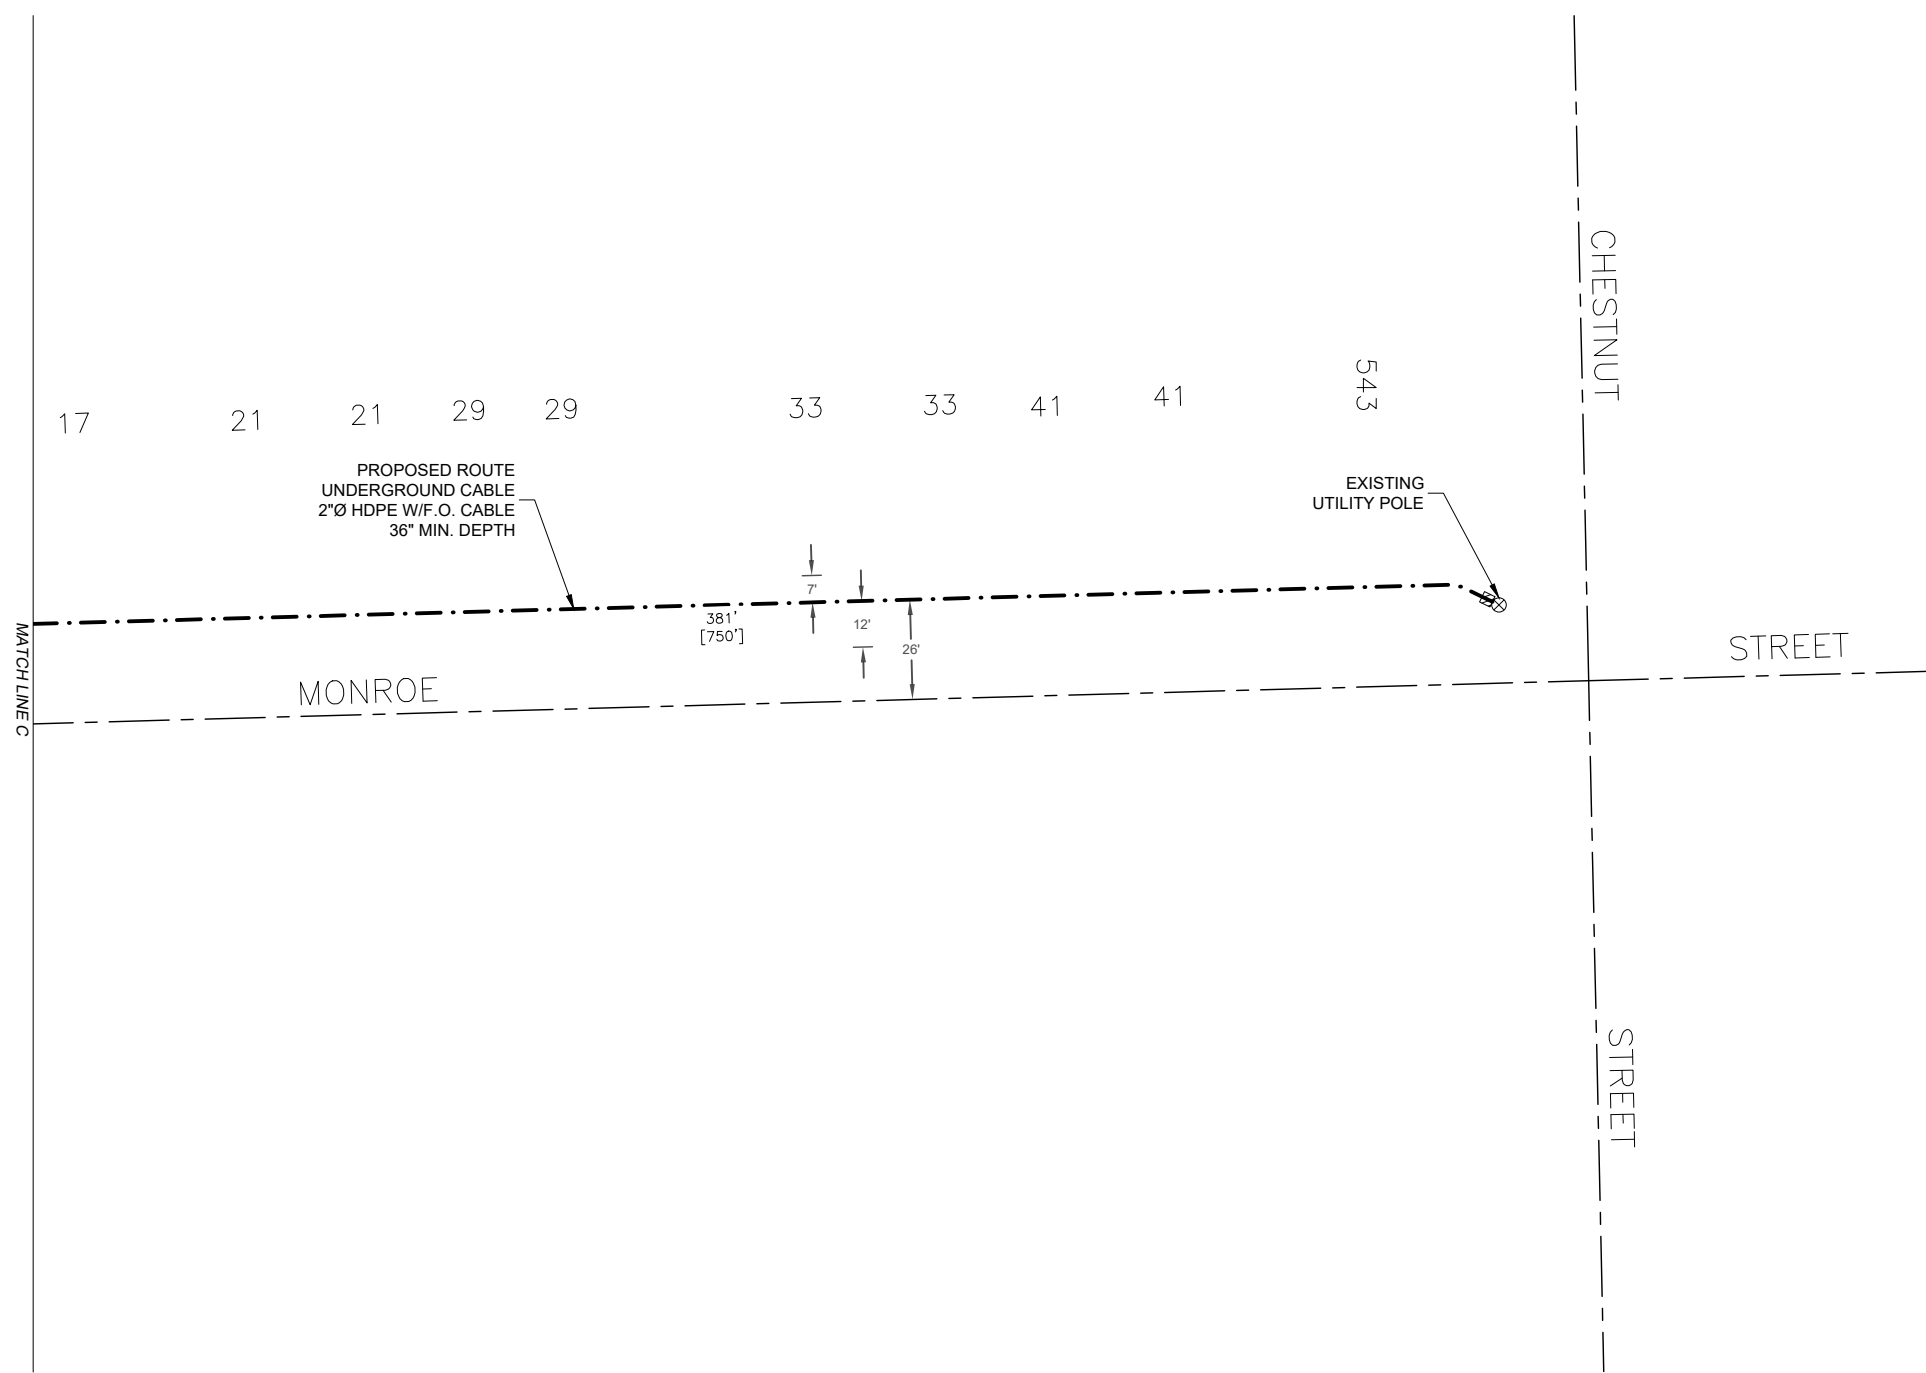 CHESTNUT
543
17 21 21 29 29 33 33 41 41
PROPOSED ROUTE
UNDERGROUND CABLE
2"Ø HDPE W/F.O. CABLE
36" MIN. DEPTH
EXISTING
UTILITY POLE
7'
381'
[750']
12'
26'
MATCH LINE C
MONROE
STREET
STREET